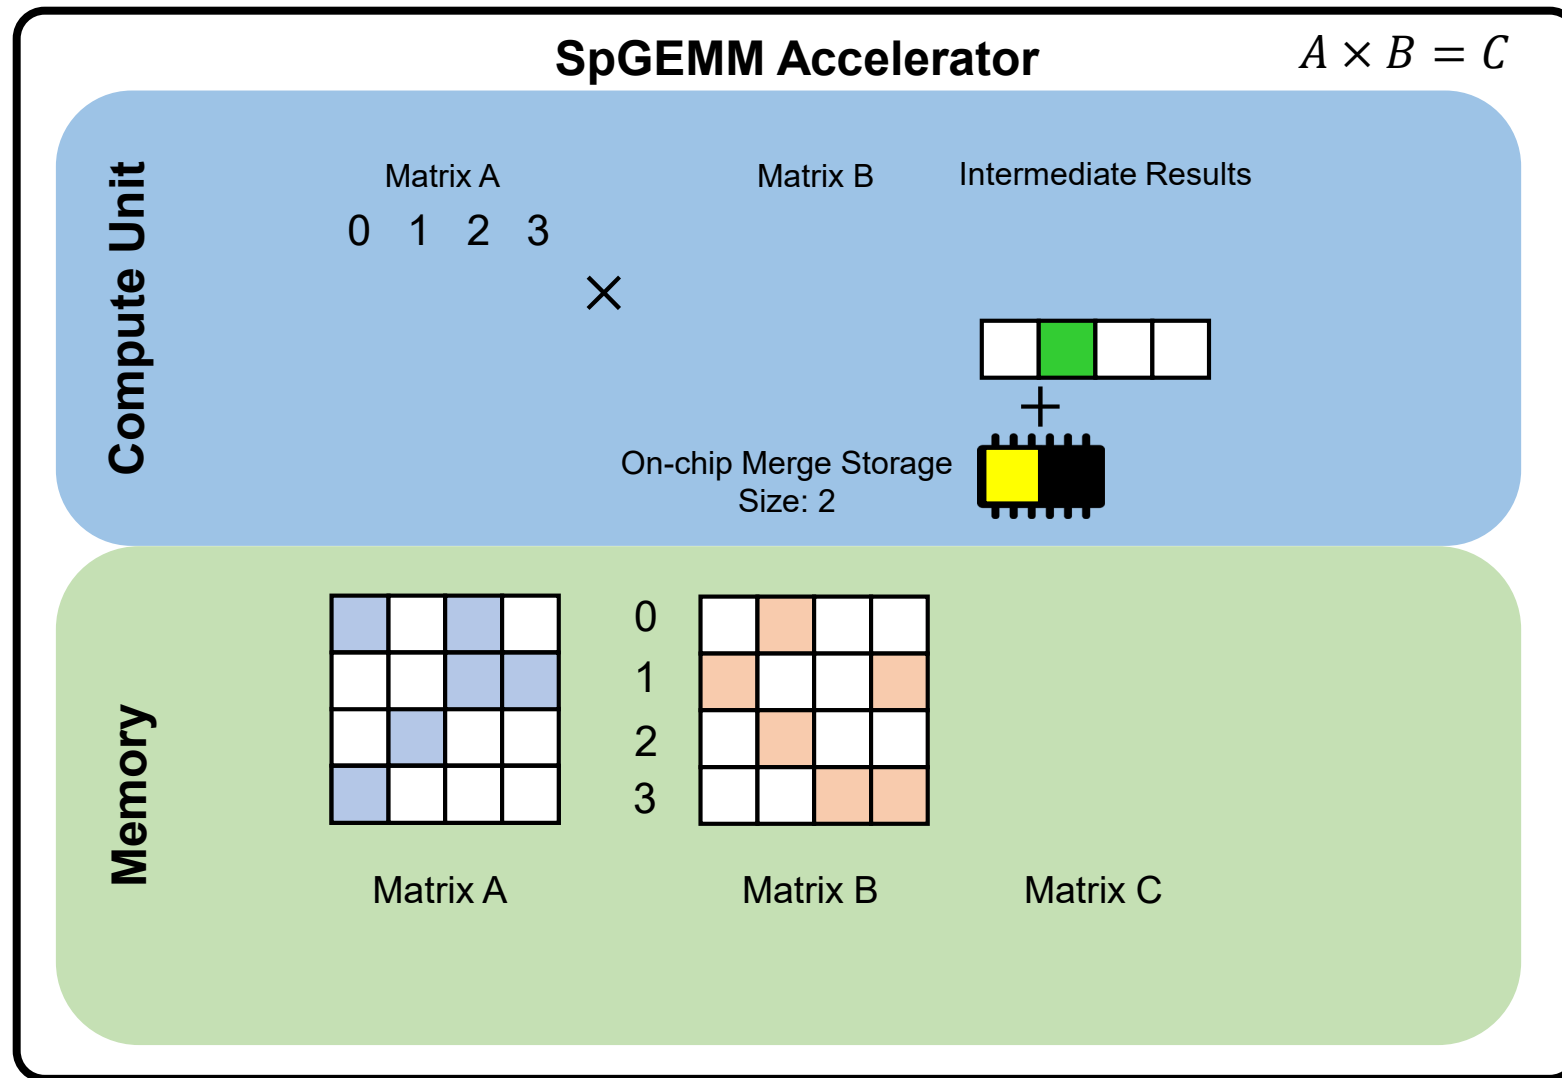 SpGEMM Accelerator
A × B = C
Compute Unit
Matrix A
Matrix B
Intermediate Results
0 1 2 3
×
+
On-chip Merge Storage
Size: 2
Memory
0
1
2
3
Matrix A
Matrix B
Matrix C